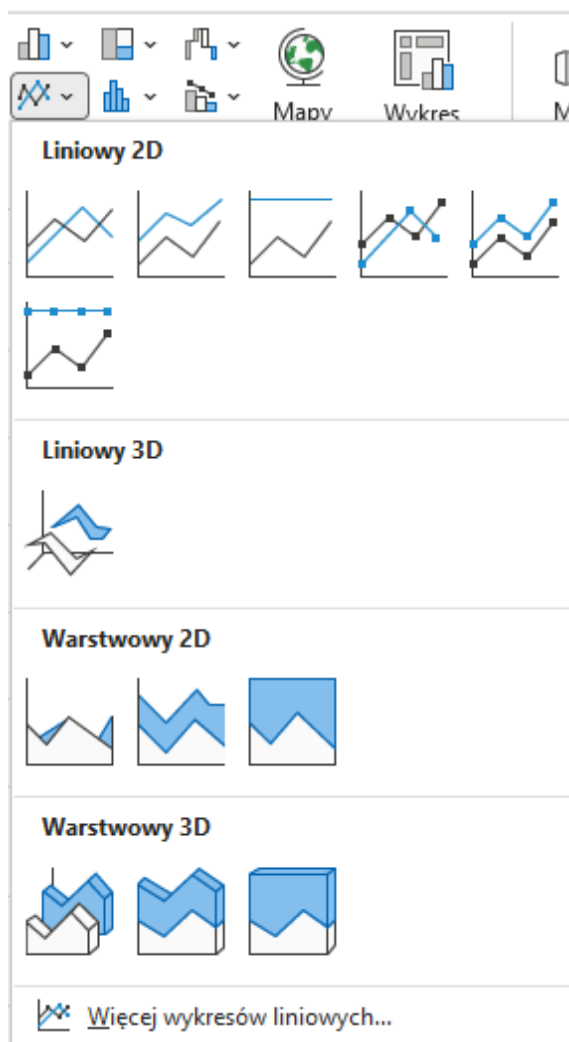 Mapy
Wykres
M
Liniowy 2D
Liniowy 3D
Warstwowy 2D
Warstwowy 3D
Więcej wykresów liniowych...